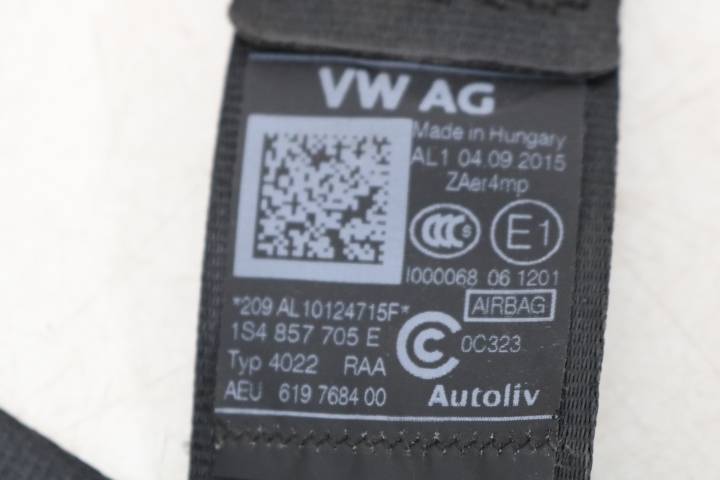 VW AG
Made in Hungary
AL1 04.09.2015
ZAer4mp
CCC S E1
I000068 06 1201
*209 AL10124715F* AIRBAG
1S4 857 705 E C 0C323
Typ 4022 RAA
AEU 619 7684 00 Autoliv